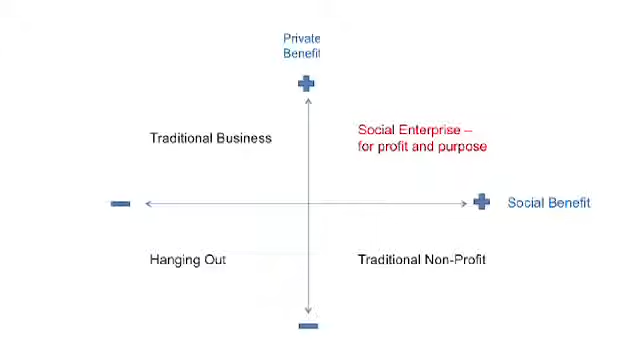 Private
Benefit
Traditional Business
Social Enterprise –
for profit and purpose
Social Benefit
Hanging Out
Traditional Non-Profit